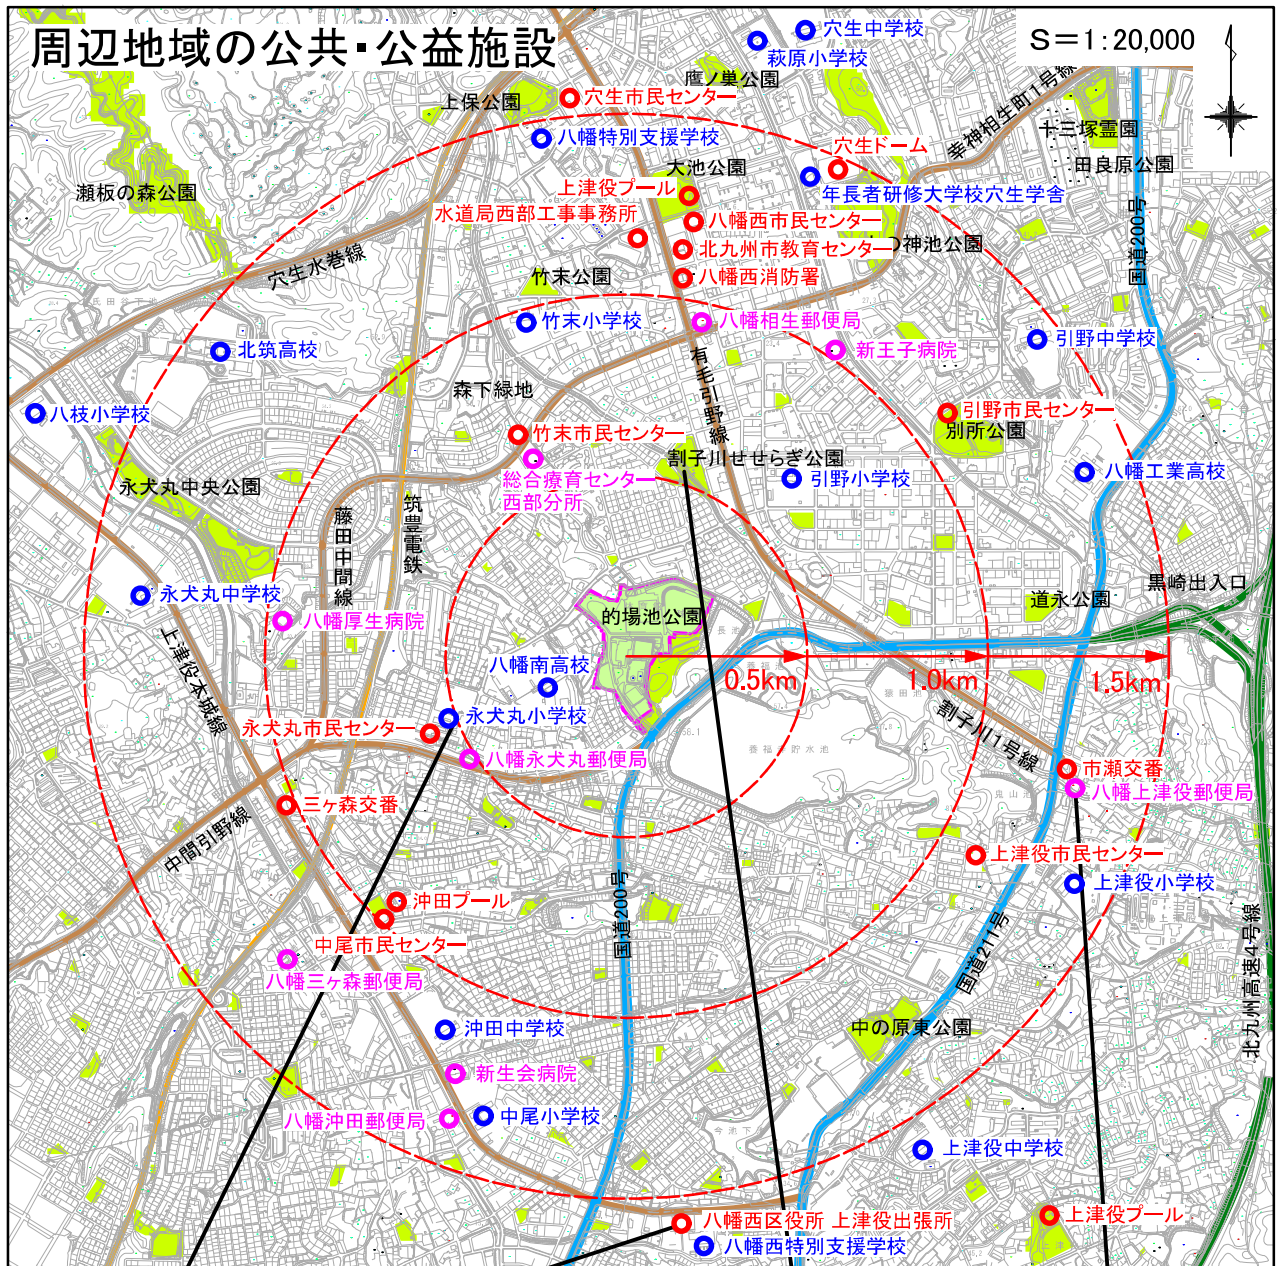 周辺地域の公共・公益施設
S＝1:20,000
穴生中学校
萩原小学校
鷹ノ巣公園
幸神相生町1号線
上保公園
穴生市民センター
八幡特別支援学校
十三塚霊園
田良原公園
穴生ドーム
年長者研修大学校穴生学舎
大池公園
上津役プール
瀬板の森公園
水道局西部工事事務所
八幡西市民センター
北九州市教育センター
の神池公園
八幡西消防署
国道200号
穴生水巻線
竹末公園
竹末小学校
八幡相生郵便局
新王子病院
引野中学校
北筑高校
有毛引野線
森下緑地
八枝小学校
竹末市民センター
引野市民センター
別所公園
割子川せせらぎ公園
引野小学校
八幡工業高校
総合療育センター
西部分所
永犬丸中央公園
藤田中間線
筑豊電鉄
永犬丸中学校
八幡厚生病院
的場池公園
道永公園
黒崎出入口
上津役本城線
八幡南高校
0.5km
1.0km
1.5km
永犬丸小学校
永犬丸市民センター
八幡永犬丸郵便局
割子川1号線
市瀬交番
八幡上津役郵便局
三ヶ森交番
中間引野線
上津役市民センター
上津役小学校
沖田プール
中尾市民センター
国道200号
国道211号
北九州高速4号線
八幡三ヶ森郵便局
沖田中学校
中の原東公園
新生会病院
八幡沖田郵便局
中尾小学校
上津役中学校
八幡西区役所 上津役出張所
上津役プール
八幡西特別支援学校